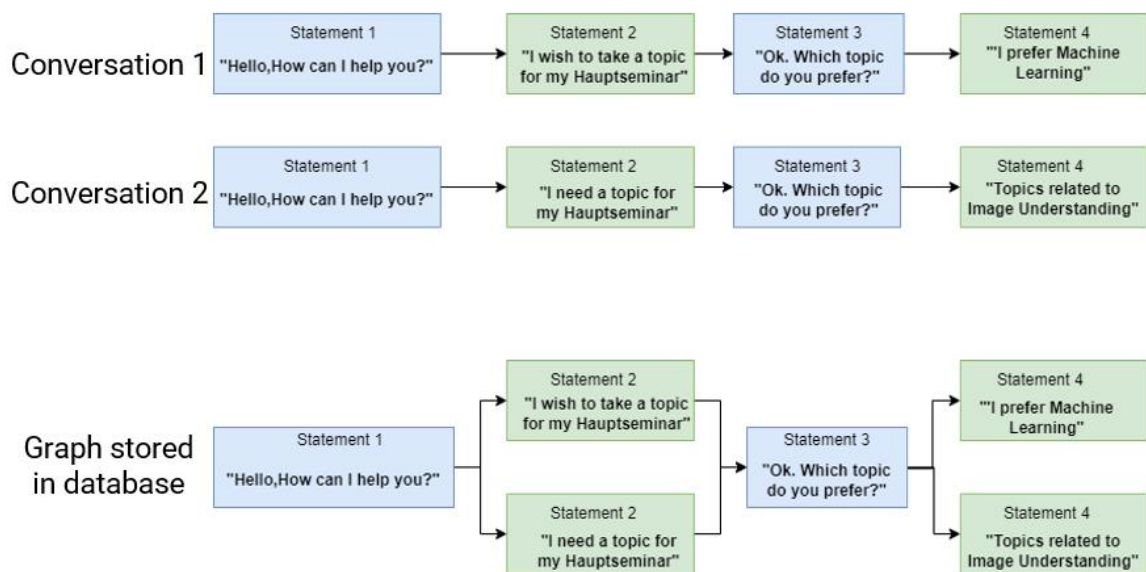 Conversation 1
Statement 1
"Hello,How can I help you?"
Statement 2
"I wish to take a topic
for my Hauptseminar"
Statement 3
"Ok. Which topic
do you prefer?"
Statement 4
'"I prefer Machine
Learning"
Conversation 2
Statement 1
"Hello,How can I help you?"
Statement 2
"I need a topic for
my Hauptseminar"
Statement 3
"Ok. Which topic
do you prefer?"
Statement 4
"Topics related to
Image Understanding"
Graph stored
in database
Statement 1
"Hello,How can I help you?"
Statement 2
"I wish to take a topic
for my Hauptseminar"
Statement 2
"I need a topic for
my Hauptseminar"
Statement 3
"Ok. Which topic
do you prefer?"
Statement 4
'"I prefer Machine
Learning"
Statement 4
"Topics related to
Image Understanding"